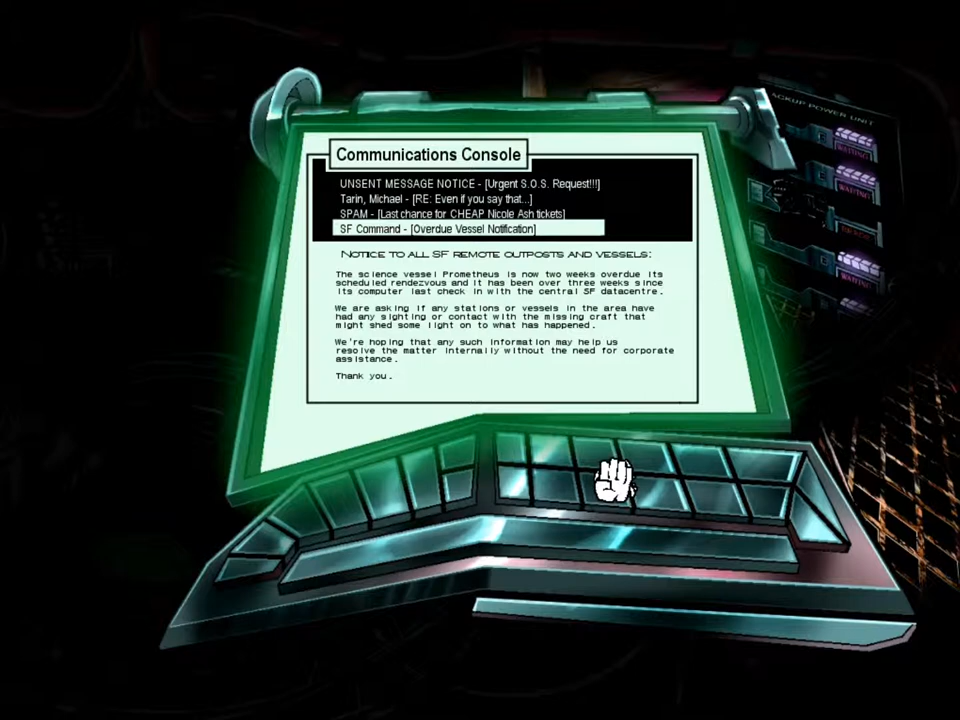 BACKUP POWER UNIT
Communications Console
UNSENT MESSAGE NOTICE - [Urgent S.O.S. Request!!!]
Tarin, Michael - [RE: Even if you say that...]
SPAM - [Last chance for CHEAP Nicole Ash tickets]
SF Command - [Overdue Vessel Notification]
Notice to all SF remote outposts and vessels:
The science vessel Prometheus is now two weeks overdue its
scheduled rendezvous and it has been over three weeks since
its computer last check in with the central SF datacentre.
We are asking if any stations or vessels in the area have
had any sighting or contact with the missing craft that
might shed some light on to what has happened.
We're hoping that any such information may help us
resolve the matter internally without the need for corporate
assistance.
Thank you.
WAITING
WAITING
WAITING
WAITING